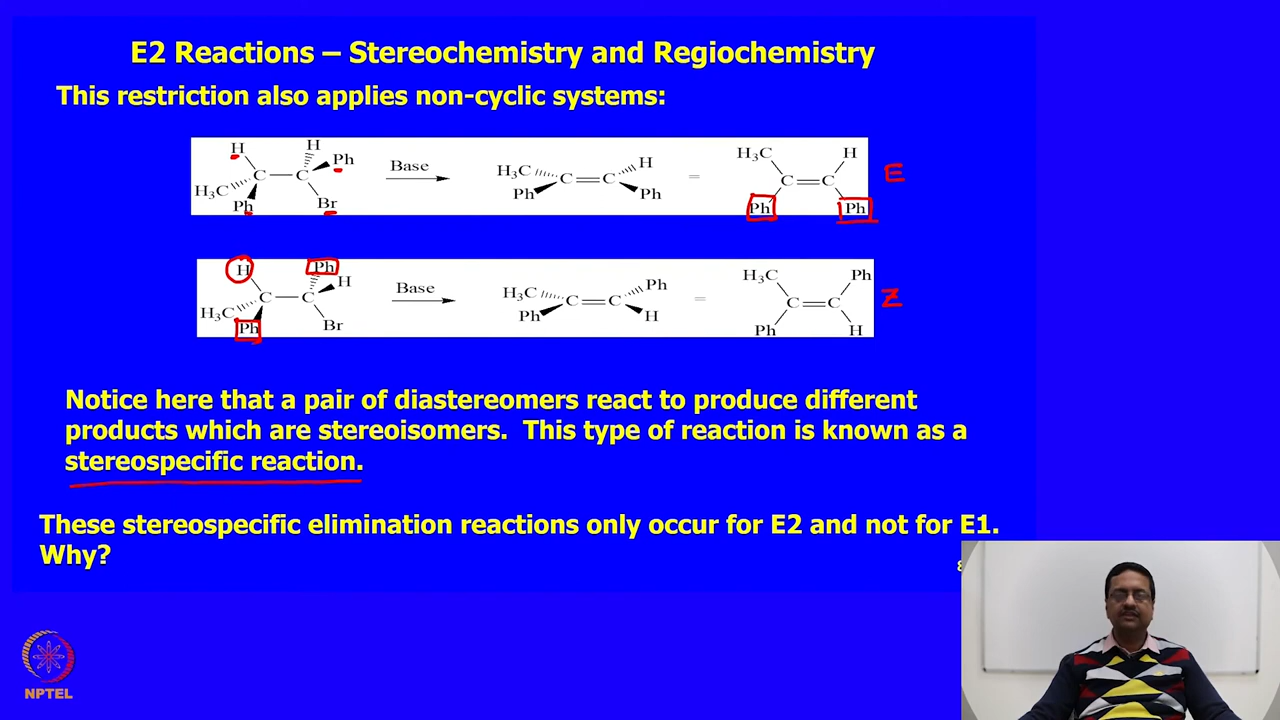 E2 Reactions – Stereochemistry and Regiochemistry
This restriction also applies non-cyclic systems:
H H Ph H₃C Ph C C Br Base H₃C Ph C C H Ph = H₃C H C C Ph Ph E
H Ph H H₃C Ph C C Br Base H₃C Ph C C Ph H = H₃C Ph C C Ph H Z
Notice here that a pair of diastereomers react to produce different
products which are stereoisomers. This type of reaction is known as a
stereospecific reaction.
These stereospecific elimination reactions only occur for E2 and not for E1.
Why?
NPTEL